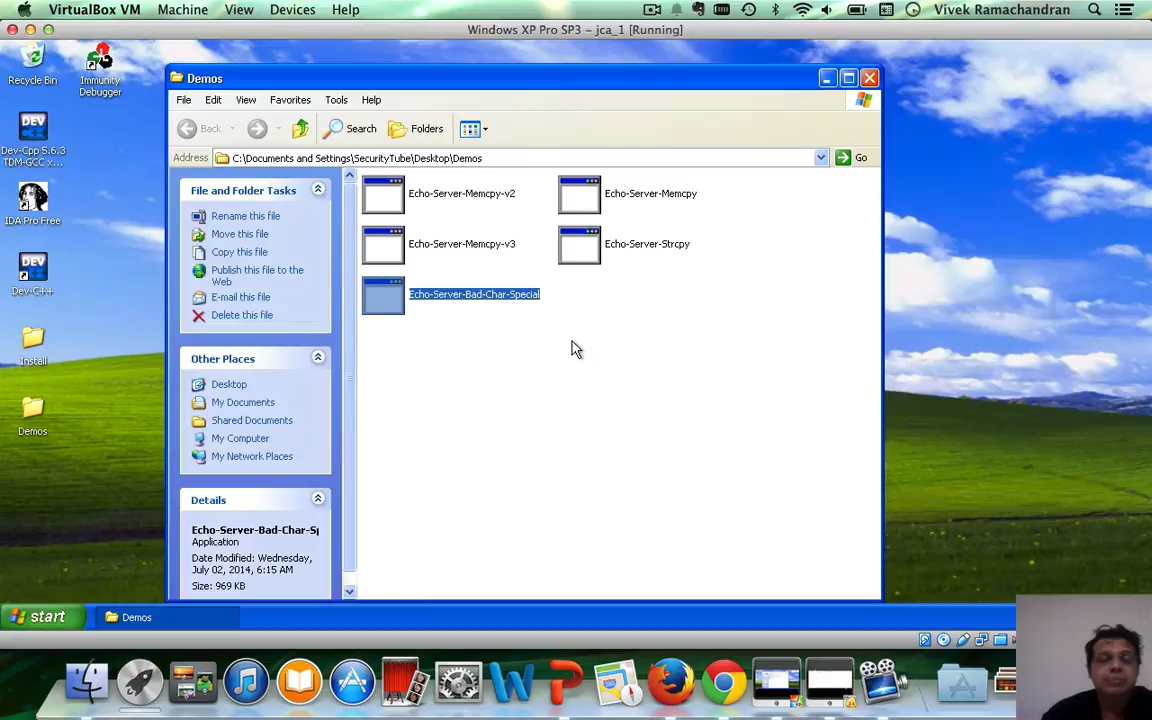 VirtualBox VM Machine View Devices Help Vivek Ramachandran
Windows XP Pro SP3 - jca_1 [Running]
Recycle Bin
Immunity
Debugger
Dev-Cpp 5.6.3
TDM-GCC x...
IDA Pro Free
Dev-C++
Install
Demos
Demos
File Edit View Favorites Tools Help
Back Search Folders
Address C:\Documents and Settings\SecurityTube\Desktop\Demos Go
File and Folder Tasks
Rename this file
Move this file
Copy this file
Publish this file to the
Web
E-mail this file
Delete this file
Other Places
Desktop
My Documents
Shared Documents
My Computer
My Network Places
Details
Echo-Server-Bad-Char-Sp
Application
Date Modified: Wednesday,
July 02, 2014, 6:15 AM
Size: 969 KB
Echo-Server-Memcpy-v2 Echo-Server-Memcpy
Echo-Server-Memcpy-v3 Echo-Server-Strcpy
Echo-Server-Bad-Char-Special
start Demos